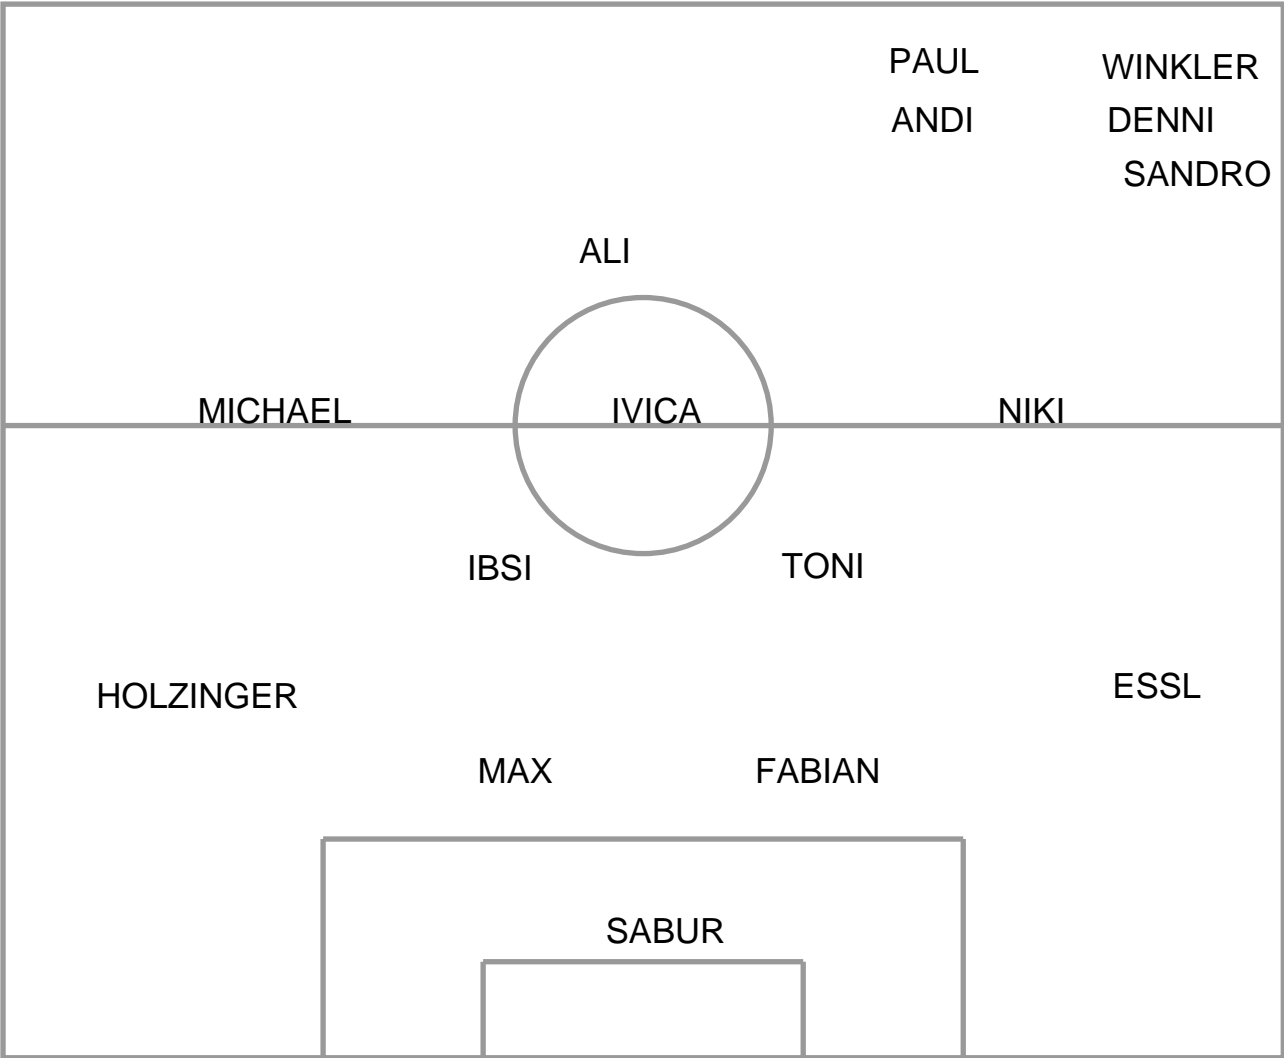 PAUL WINKLER
ANDI DENNI
SANDRO
ALI
MICHAEL IVICA NIKI
IBSI TONI
HOLZINGER ESSL
MAX FABIAN
SABUR